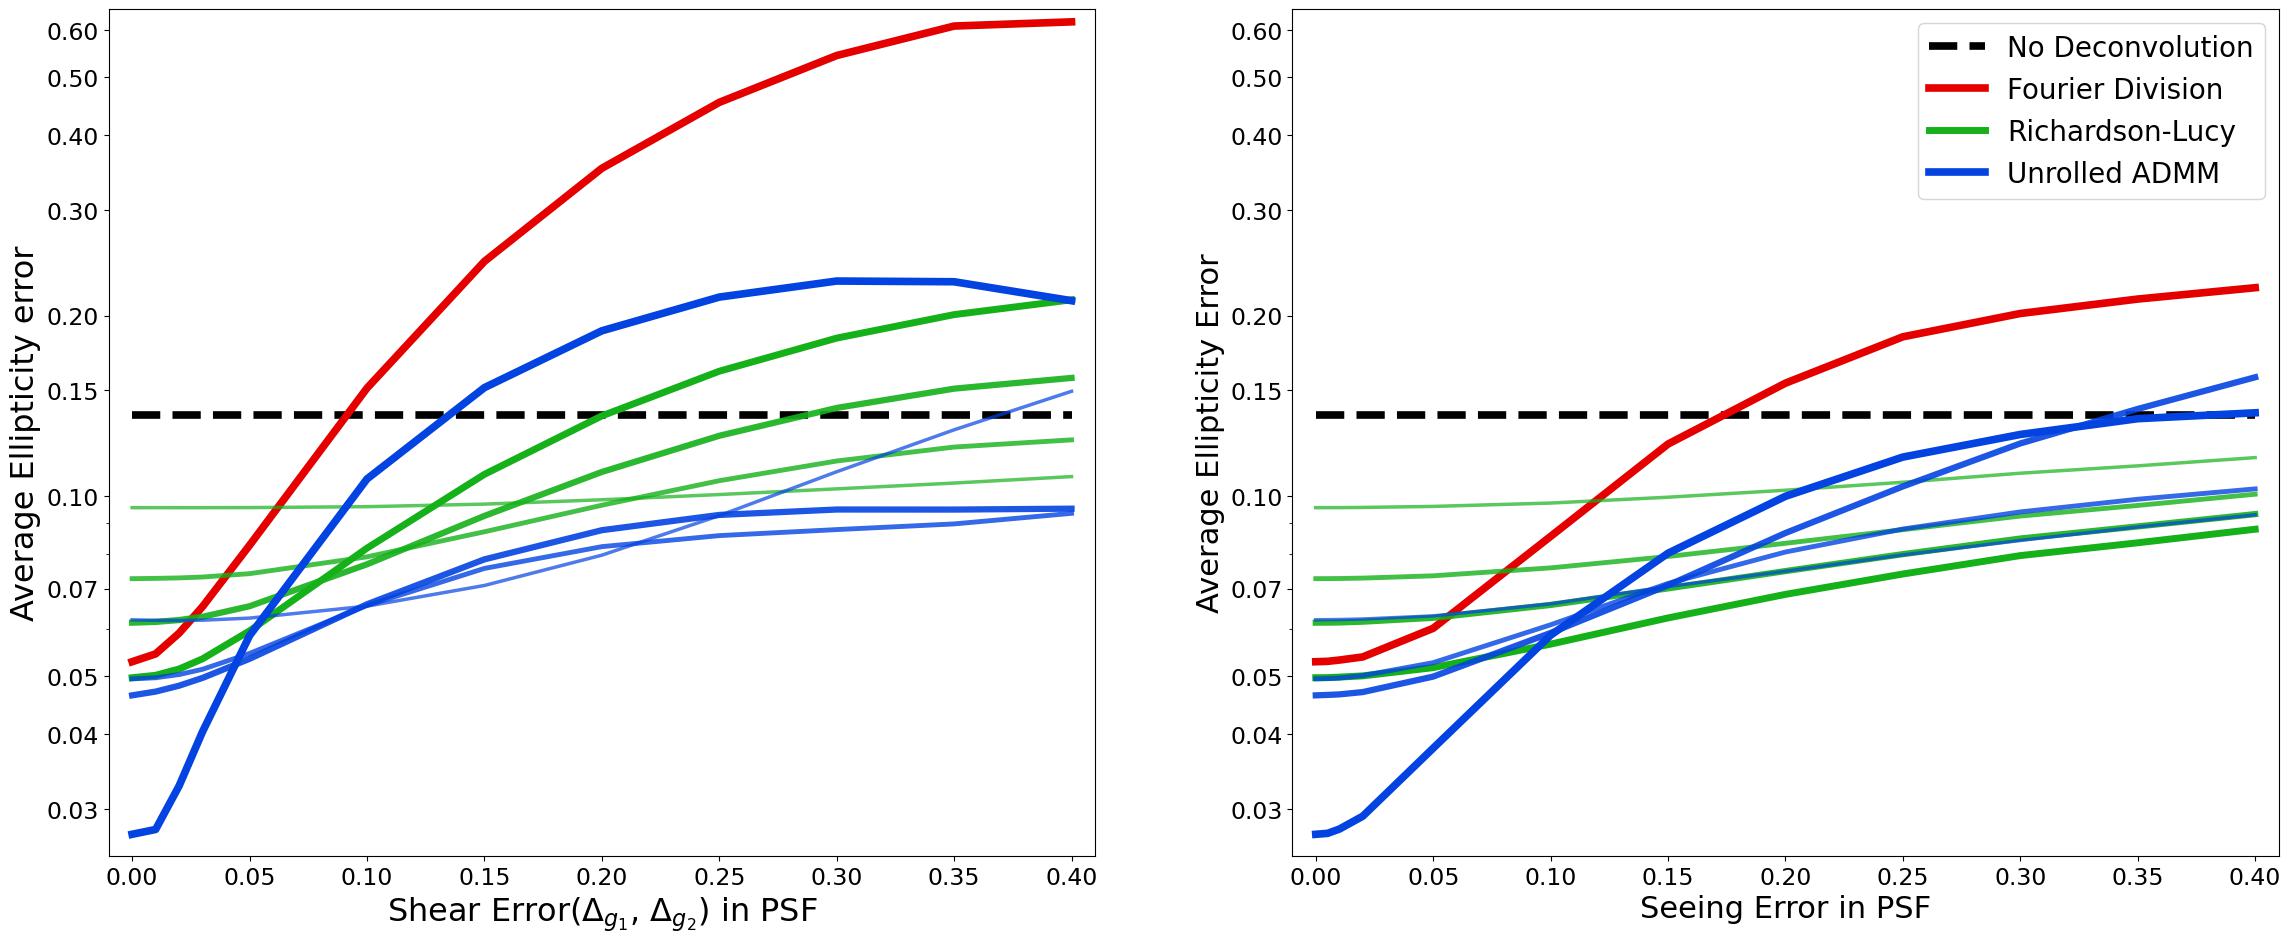 Average Ellipticity error
0.60
0.50
0.40
0.30
0.20
0.15
0.10
0.07
0.05
0.04
0.03
0.00 0.05 0.10 0.15 0.20 0.25 0.30 0.35 0.40
Shear Error(Δg₁, Δg₂) in PSF
Average Ellipticity Error
0.60
0.50
0.40
0.30
0.20
0.15
0.10
0.07
0.05
0.04
0.03
0.00 0.05 0.10 0.15 0.20 0.25 0.30 0.35 0.40
Seeing Error in PSF
No Deconvolution
Fourier Division
Richardson-Lucy
Unrolled ADMM